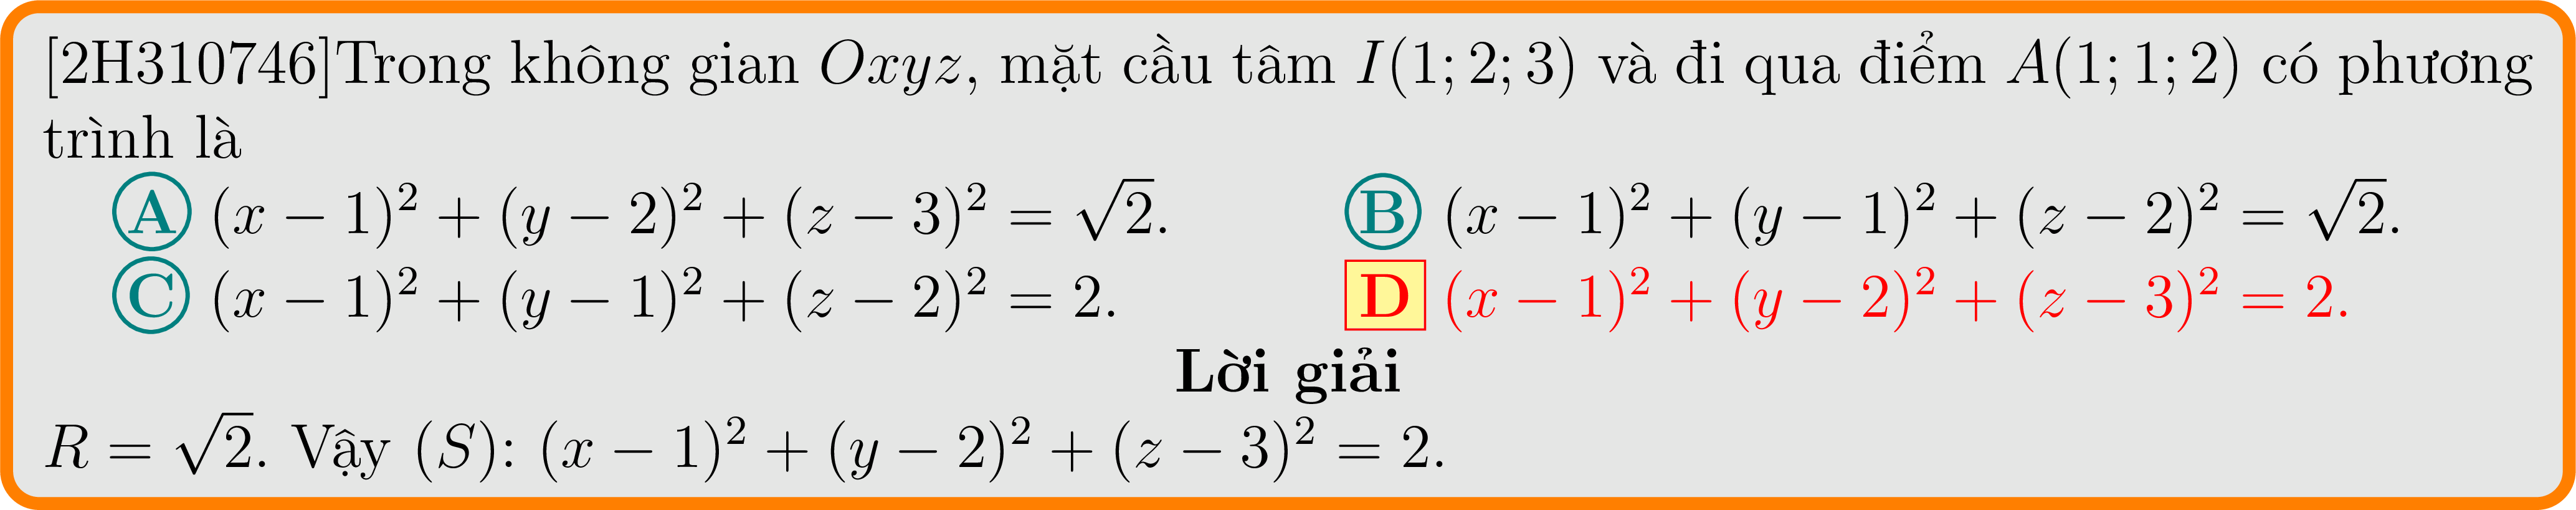 [2H310746]Trong không gian Oxyz, mặt cầu tâm I(1; 2; 3) và đi qua điểm A(1; 1; 2) có phương
trình là
A (x − 1)² + (y − 2)² + (z − 3)² = √2. B (x − 1)² + (y − 1)² + (z − 2)² = √2.
C (x − 1)² + (y − 1)² + (z − 2)² = 2. D (x − 1)² + (y − 2)² + (z − 3)² = 2.
Lời giải
R = √2. Vậy (S): (x − 1)² + (y − 2)² + (z − 3)² = 2.